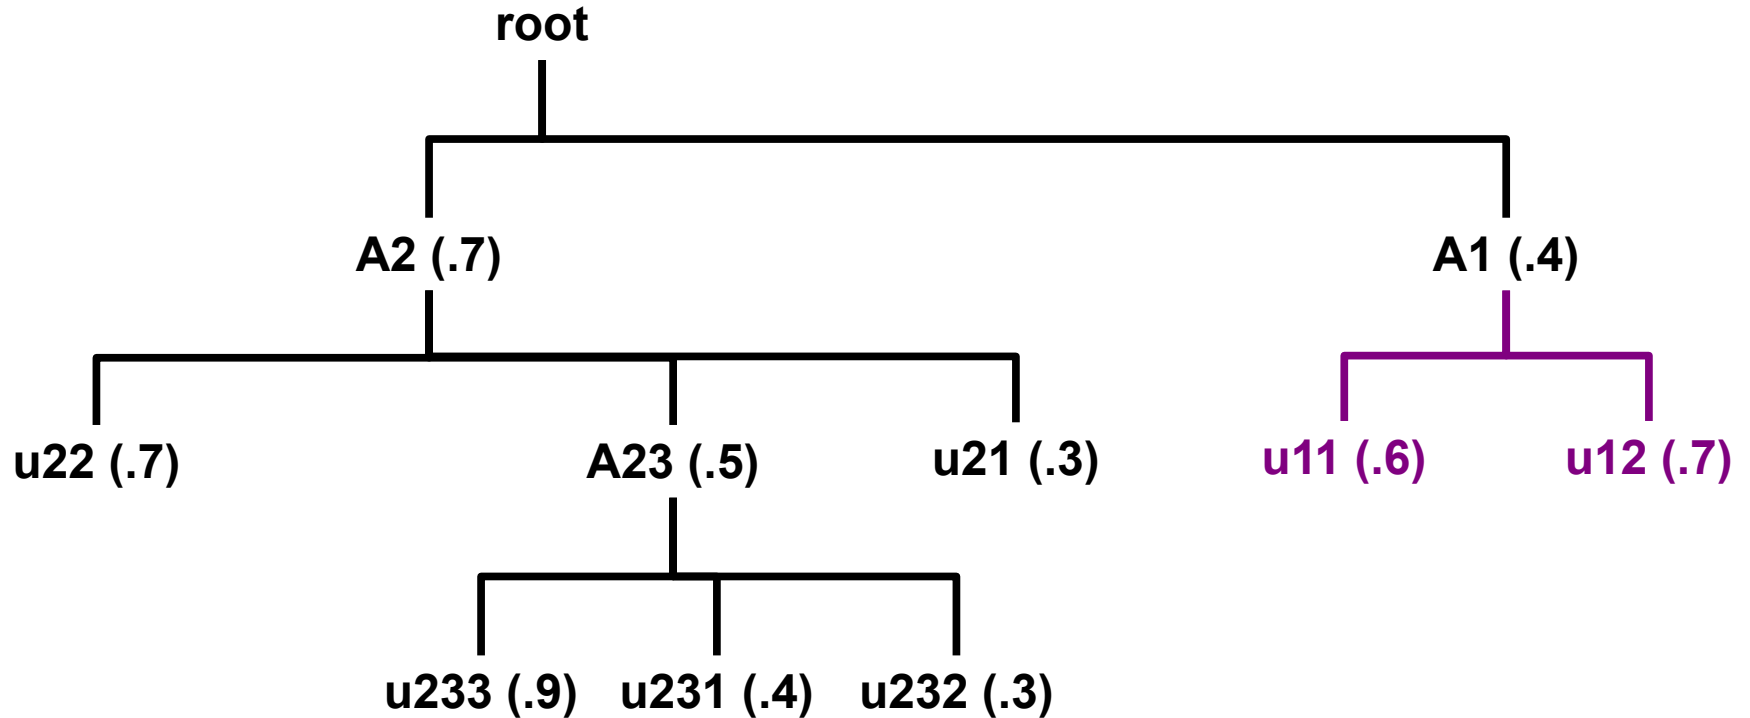 root
A2 (.7)
A1 (.4)
u22 (.7)
A23 (.5)
u21 (.3)
u11 (.6)
u12 (.7)
u233 (.9)
u231 (.4)
u232 (.3)